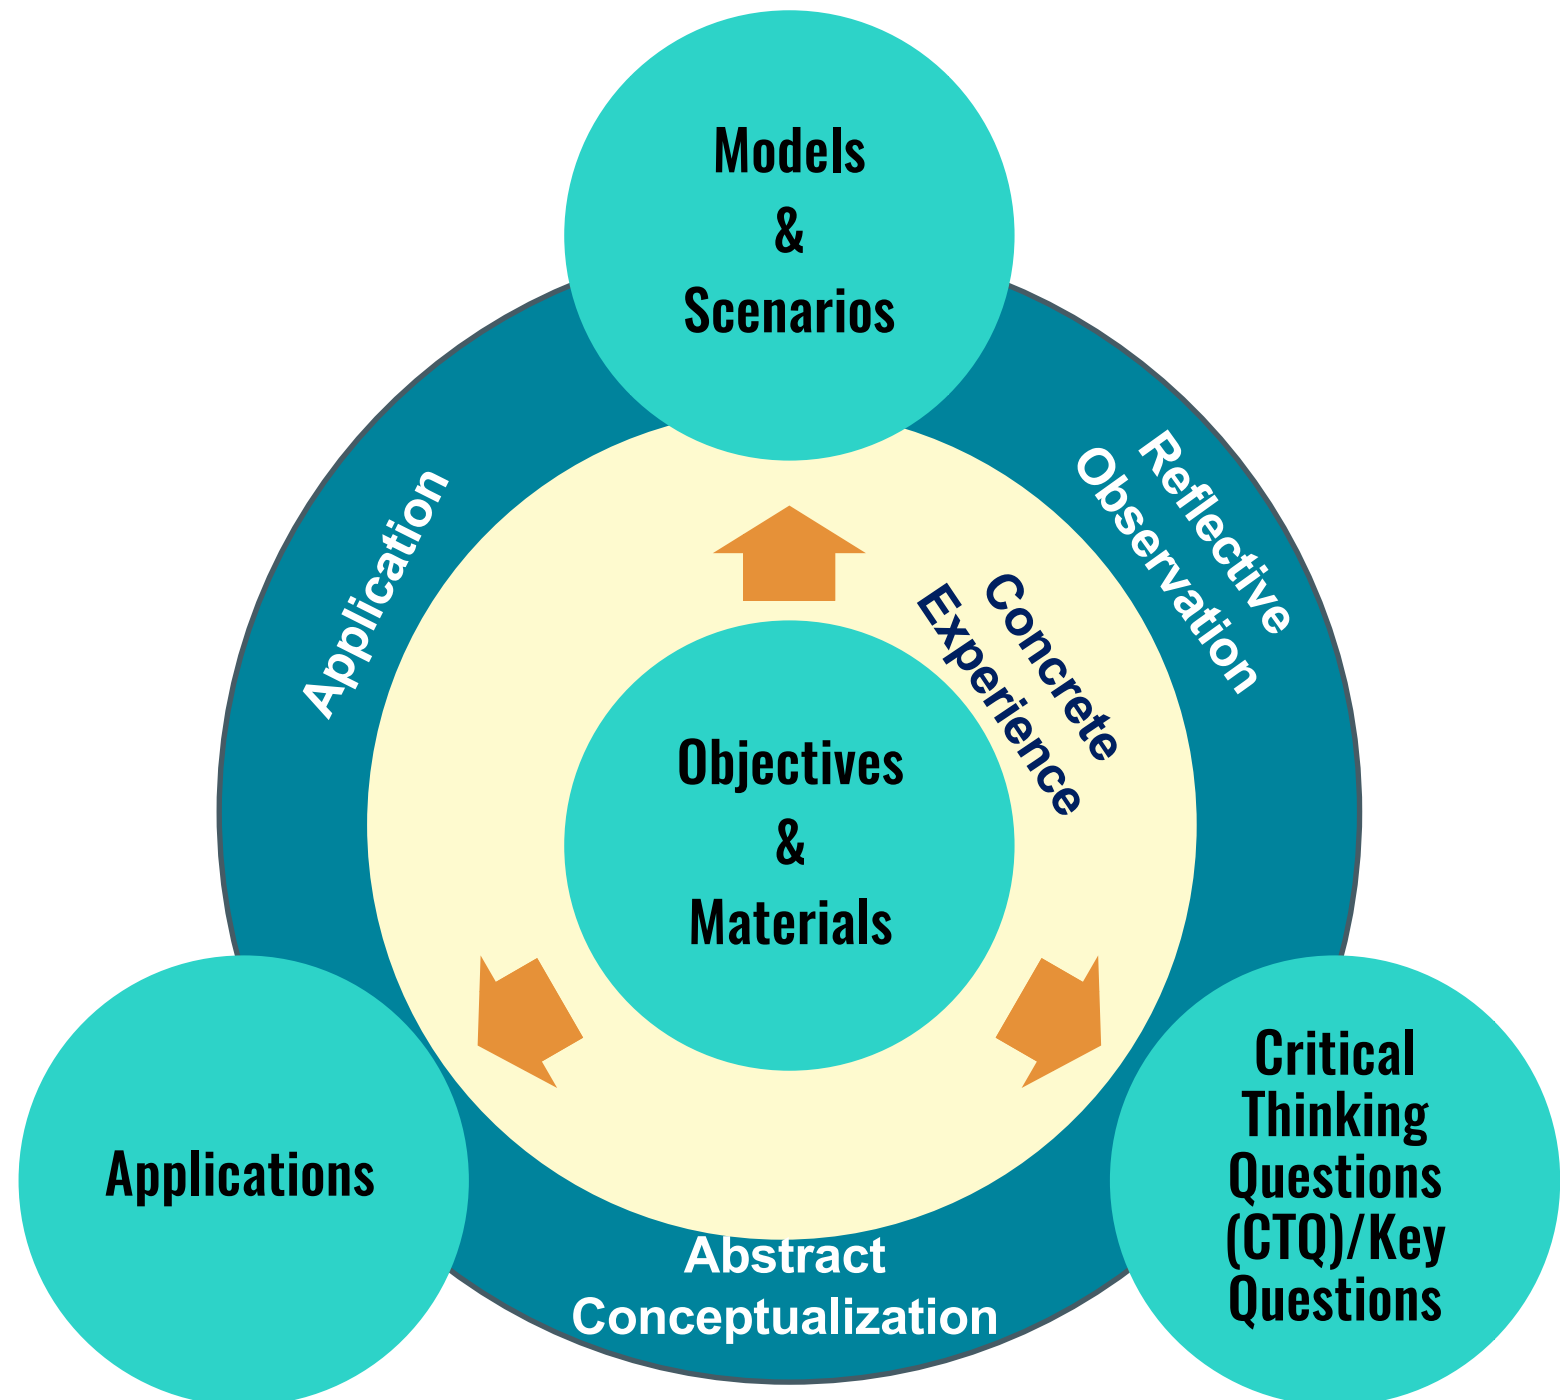 Models
&
Scenarios
Application
Reflective
Observation
Concrete
Experience
Objectives
&
Materials
Applications
Critical
Thinking
Questions
(CTQ)/Key
Questions
Abstract
Conceptualization